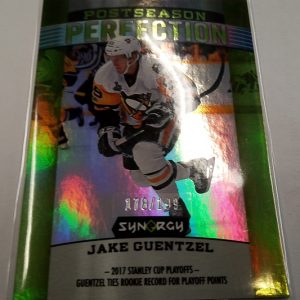 POSTSEASON
PERFECTION
SYNERGY
JAKE GUENTZEL
– 2017 STANLEY CUP PLAYOFFS –
GUENTZEL TIES ROOKIE RECORD FOR PLAYOFF POINTS